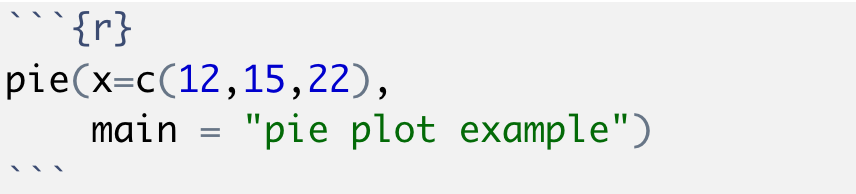 ```{r}
pie(x=c(12,15,22),
    main = "pie plot example")
```